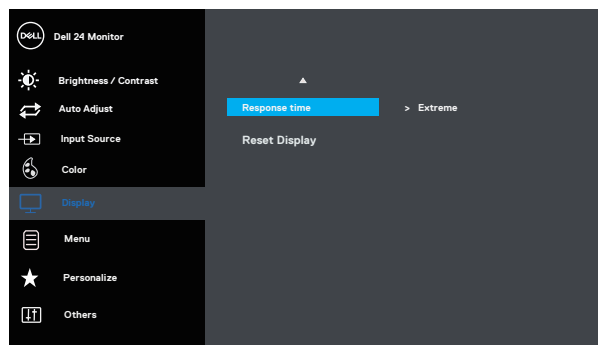 DELL Dell 24 Monitor
Brightness / Contrast
Auto Adjust
Response time > Extreme
Input Source
Reset Display
Color
Display
Menu
Personalize
Others